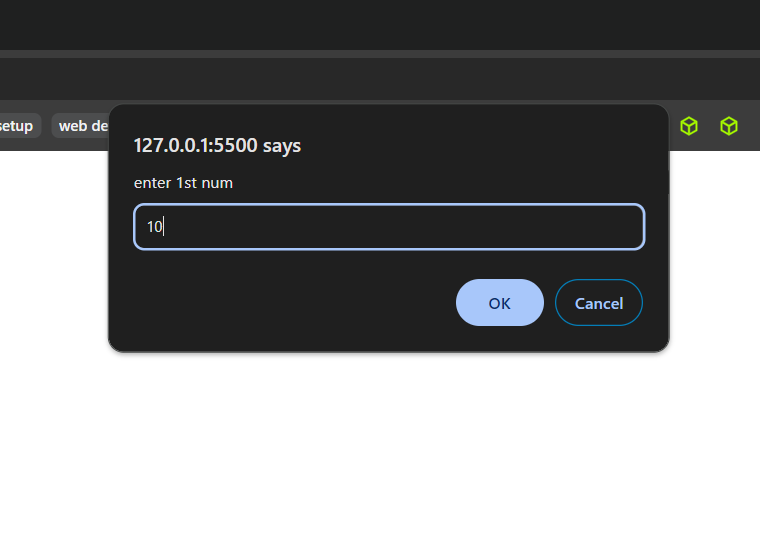 setup
web de
127.0.0.1:5500 says
enter 1st num
10
OK
Cancel